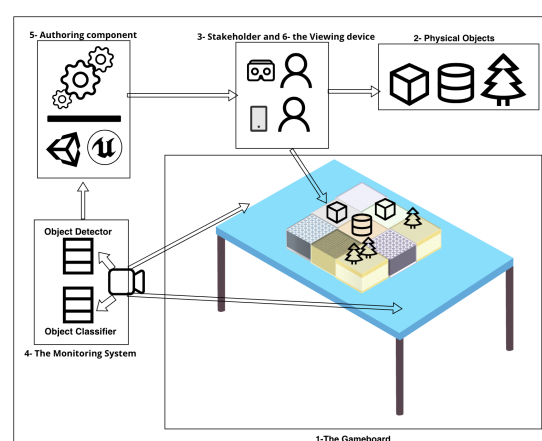 5- Authoring component
3- Stakeholder and 6- the Viewing device
2- Physical Objects
Object Detector
Object Classifier
4- The Monitoring System
1-The Gameboard